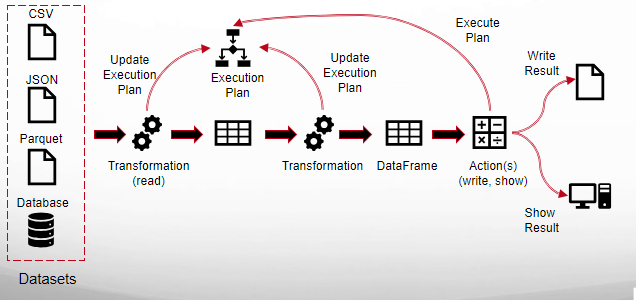 CSV
JSON
Parquet
Database
Datasets
Update
Execution
Plan
Transformation
(read)
Execution
Plan
Update
Execution
Plan
Transformation
DataFrame
Execute
Plan
Action(s)
(write, show)
Write
Result
Show
Result